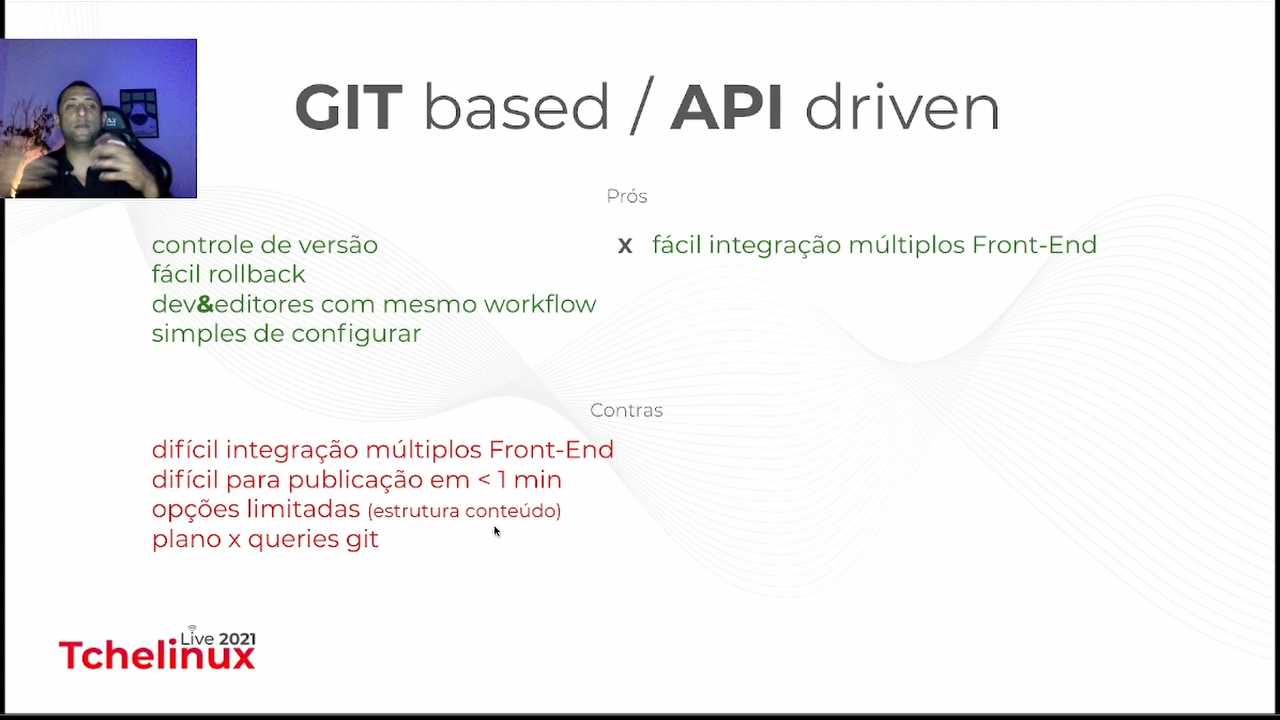 GIT based / API driven
Prós
controle de versão
x fácil integração múltiplos Front-End
fácil rollback
dev&editores com mesmo workflow
simples de configurar
Contras
difícil integração múltiplos Front-End
difícil para publicação em < 1 min
opções limitadas (estrutura conteúdo)
plano x queries git
Live 2021
Tchelinux